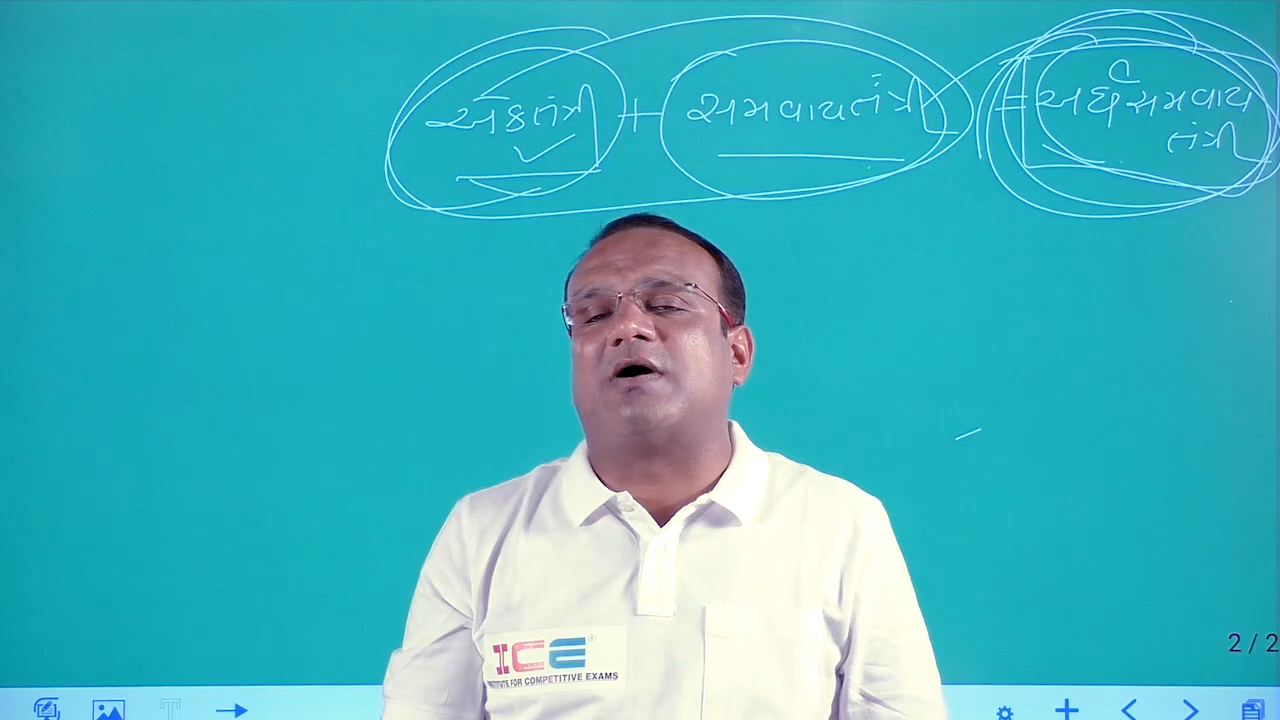 એકતંત્રી + સમવાયતંત્રી = અર્ધસમવાય
તંત્રી
ICE
INSTITUTE FOR COMPETITIVE EXAMS
2 / 2